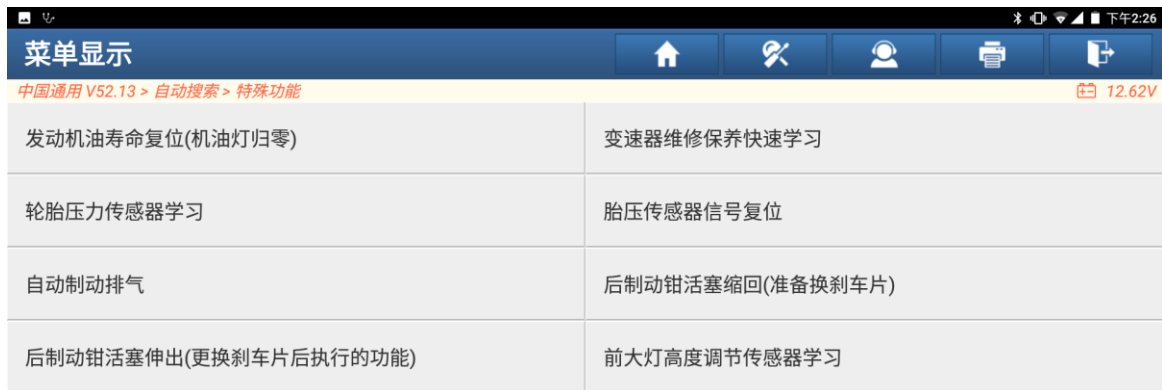 下午2:26
菜单显示
中国通用 V52.13 > 自动搜索 > 特殊功能
12.62V
发动机油寿命复位(机油灯归零)
变速器维修保养快速学习
轮胎压力传感器学习
胎压传感器信号复位
自动制动排气
后制动钳活塞缩回(准备换刹车片)
后制动钳活塞伸出(更换刹车片后执行的功能)
前大灯高度调节传感器学习